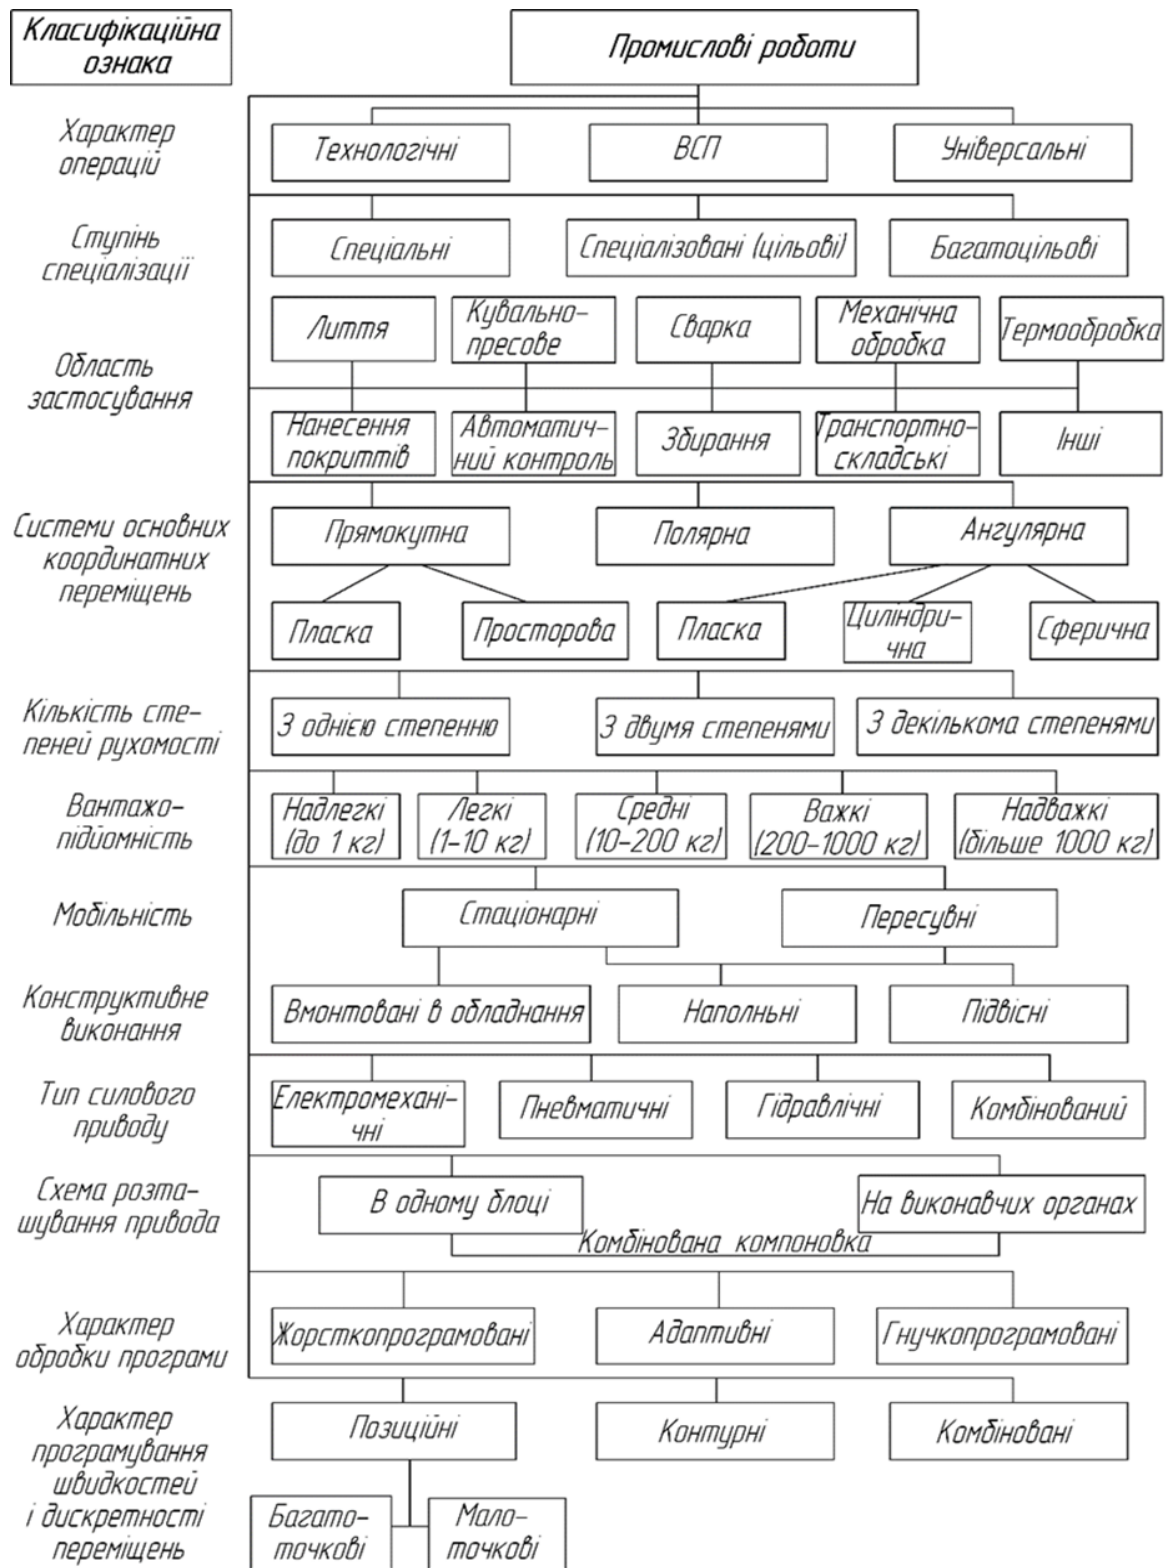 Класифікаційна
ознака
Промислові роботи
Характер
операцій
Технологічні
ВСП
Універсальні
Ступінь
спеціалізації
Спеціальні
Спеціалізовані (цільові)
Багатоцільові
Область
застосування
Лиття
Кувально-
пресове
Сварка
Механічна
обробка
Термообробка
Нанесення
покриттів
Автоматич-
ний контроль
Збирання
Транспортно-
складські
Інші
Системи основних
координатних
переміщень
Прямокутна
Полярна
Ангулярна
Пласка
Просторова
Пласка
Циліндри-
чна
Сферична
Кількість сте-
пеней рухомості
З однією степенню
З двумя степенями
З декількома степенями
Вантажо-
підйомність
Надлегкі
(до 1 кг)
Легкі
(1-10 кг)
Средні
(10-200 кг)
Важкі
(200-1000 кг)
Надважкі
(більше 1000 кг)
Мобільність
Стаціонарні
Пересувні
Конструктивне
виконання
Вмонтовані в обладнання
Наполньні
Підвісні
Тип силового
приводу
Електромехані-
чні
Пневматичні
Гідравлічні
Комбінований
Схема розта-
шування привода
В одному блоці
На виконавчих органах
Комбінована компоновка
Характер
обробки програми
Жорсткопрограмовані
Адаптивні
Гнучкопрограмовані
Характер
програмування
швидкостей
і дискретності
переміщень
Позиційні
Контурні
Комбіновані
Багато-
точкові
Мало-
точкові